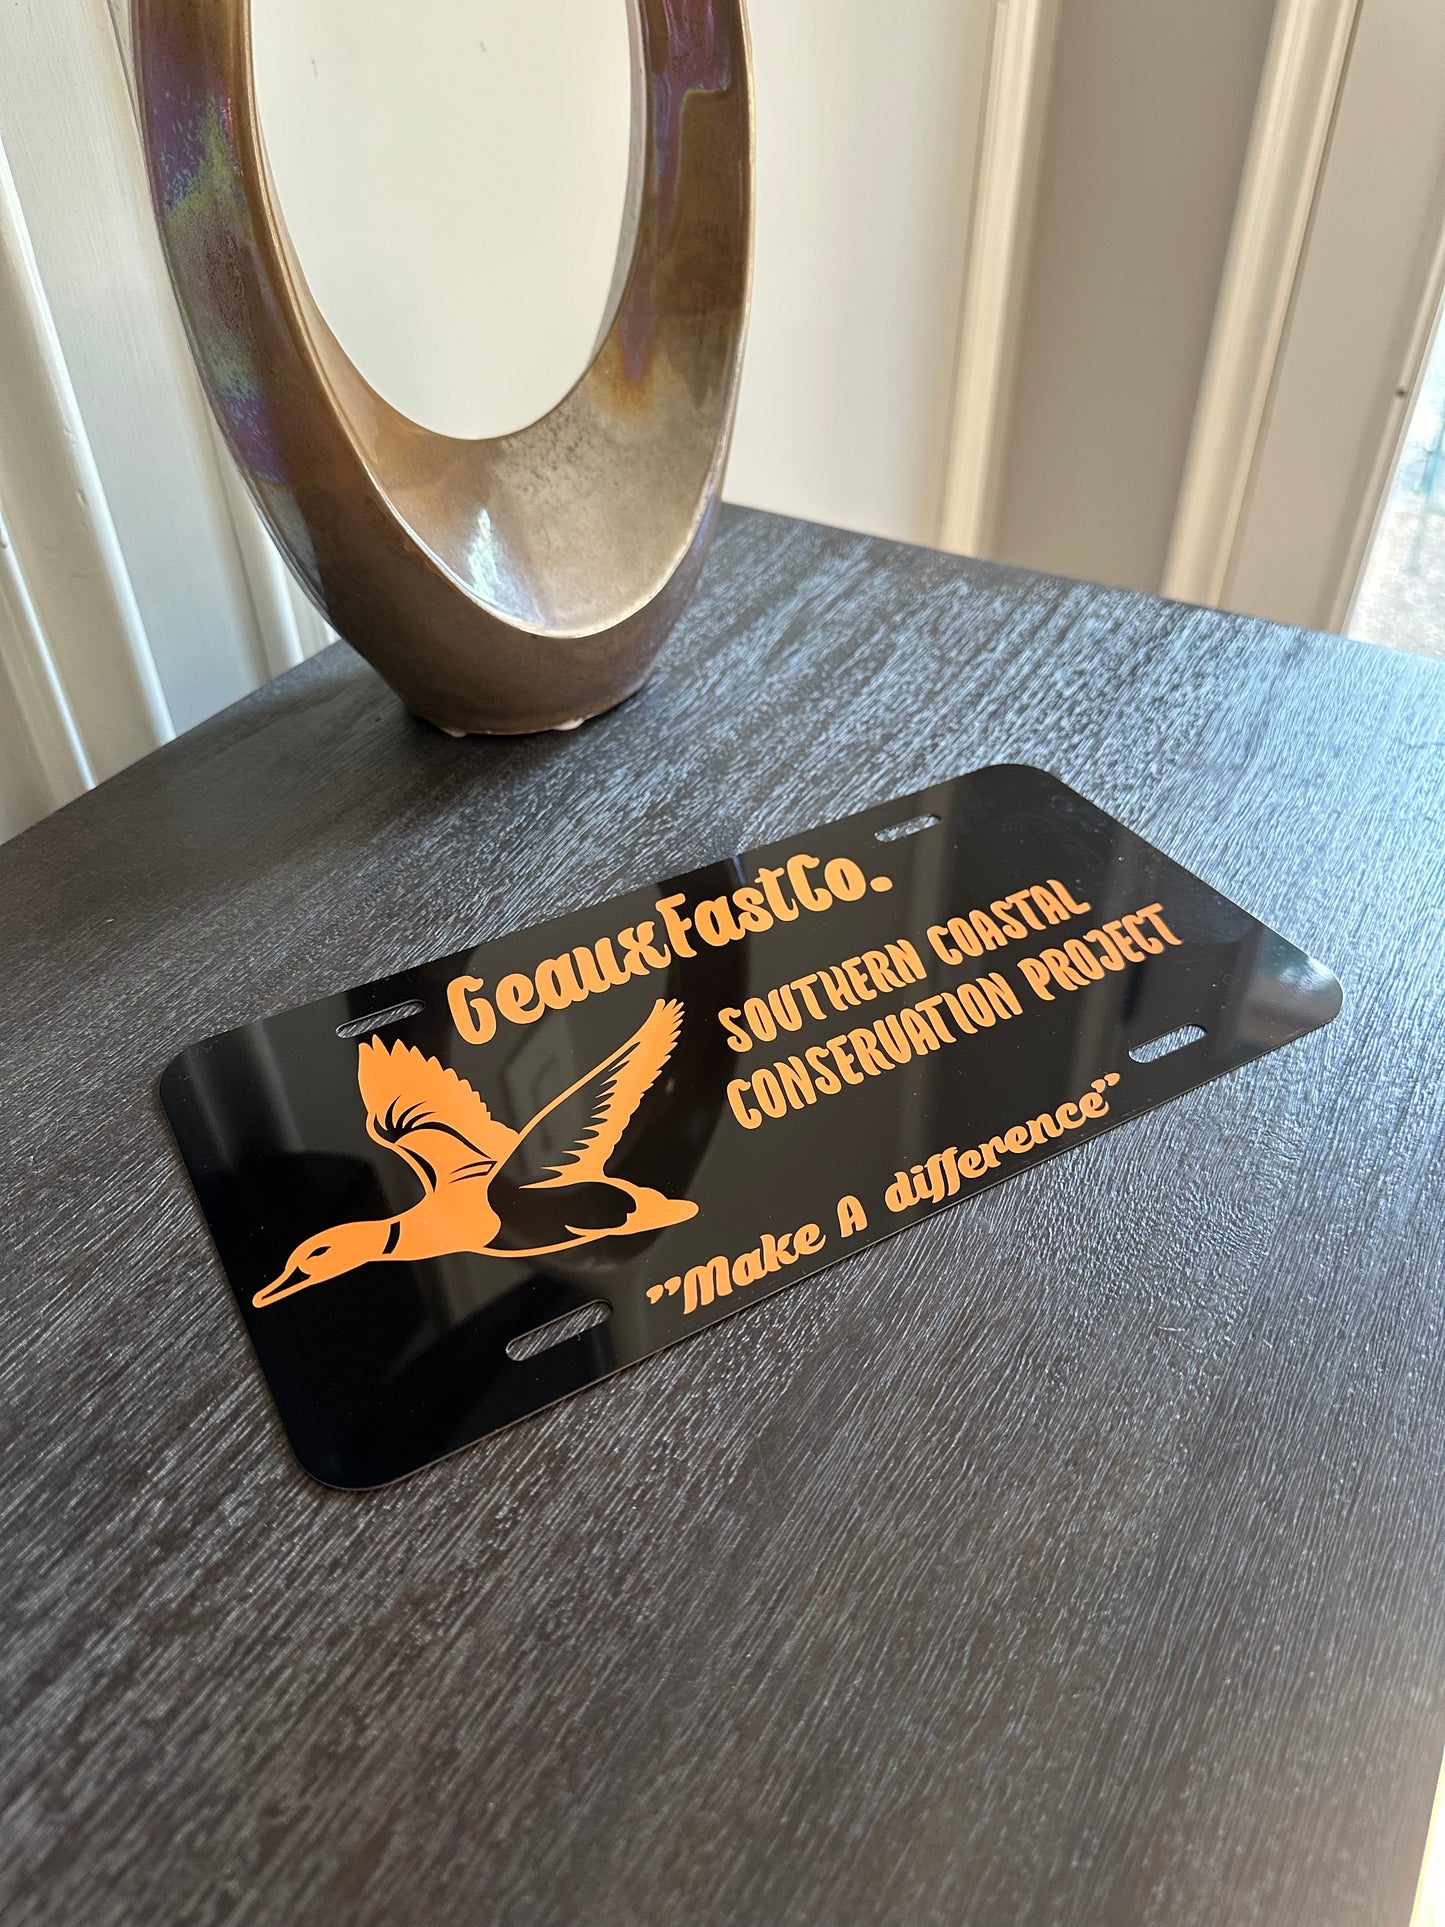 GeauxFastCo.
SOUTHERN COASTAL
CONSERVATION PROJECT
"Make A difference"